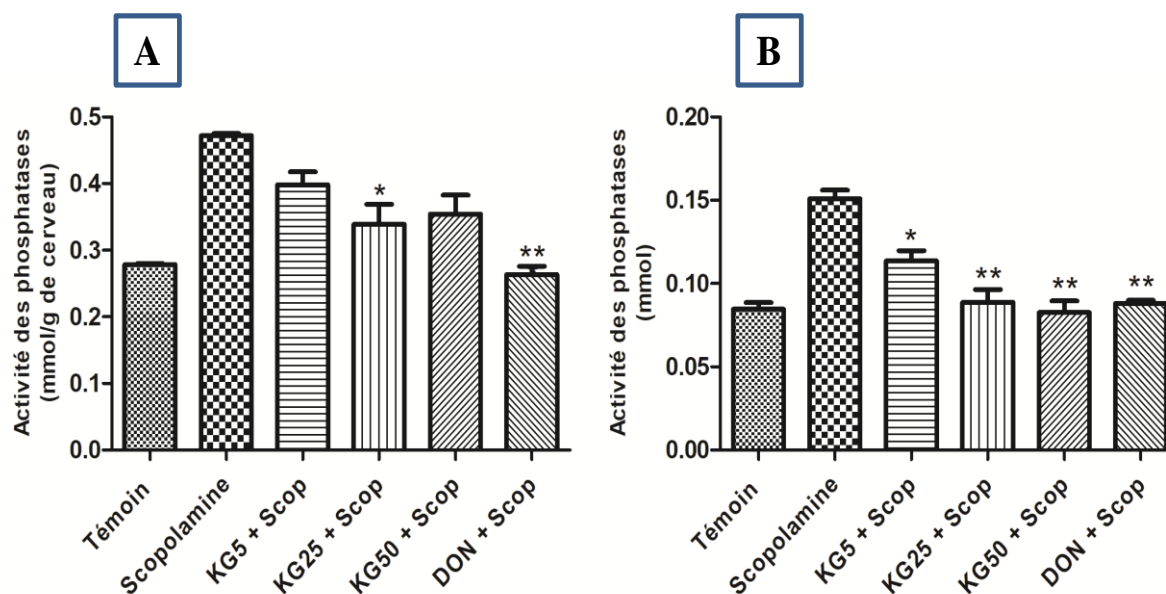 A
Activité des phosphatases
(mmol/g de cerveau)
0.5
0.4
0.3
0.2
0.1
0.0
*
**
Témoin
Scopolamine
KG5 + Scop
KG25 + Scop
KG50 + Scop
DON + Scop
B
Activité des phosphatases
(mmol)
0.20
0.15
0.10
0.05
0.00
*
**
**
**
Témoin
Scopolamine
KG5 + Scop
KG25 + Scop
KG50 + Scop
DON + Scop